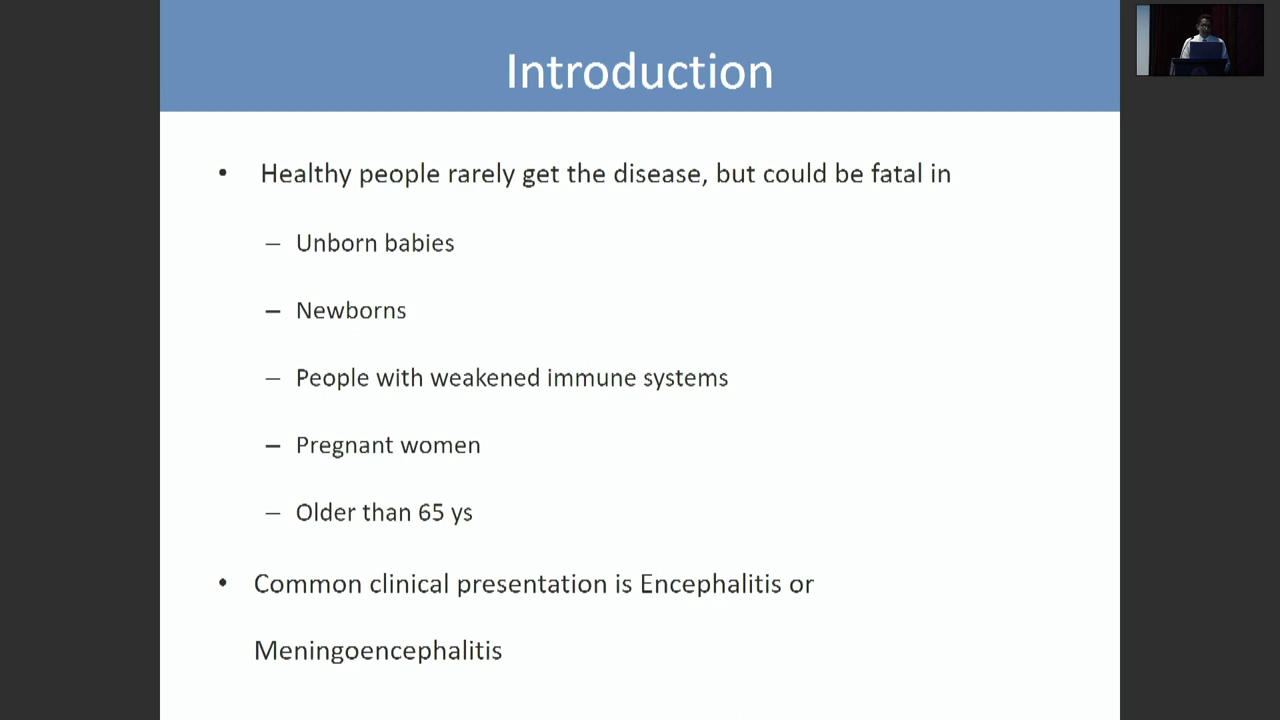 Introduction
• Healthy people rarely get the disease, but could be fatal in
– Unborn babies
– Newborns
– People with weakened immune systems
– Pregnant women
– Older than 65 ys
• Common clinical presentation is Encephalitis or
Meningoencephalitis